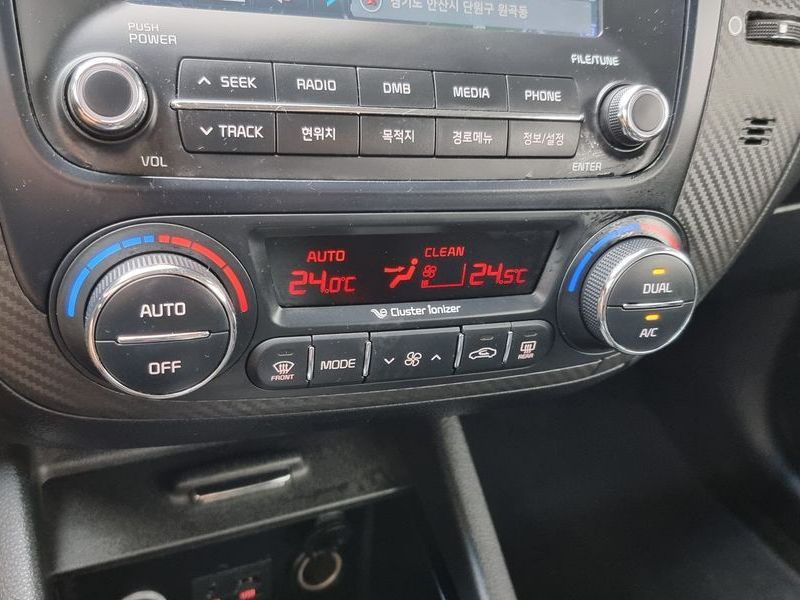 경기도 안산시 단원구 원곡동
PUSH
POWER
FILE/TUNE
SEEK RADIO DMB MEDIA PHONE
TRACK 현위치 목적지 경로메뉴 정보/설정
VOL
ENTER
AUTO CLEAN
24.0°C 24.5°C
Cluster ionizer
AUTO
OFF
DUAL
A/C
FRONT MODE REAR